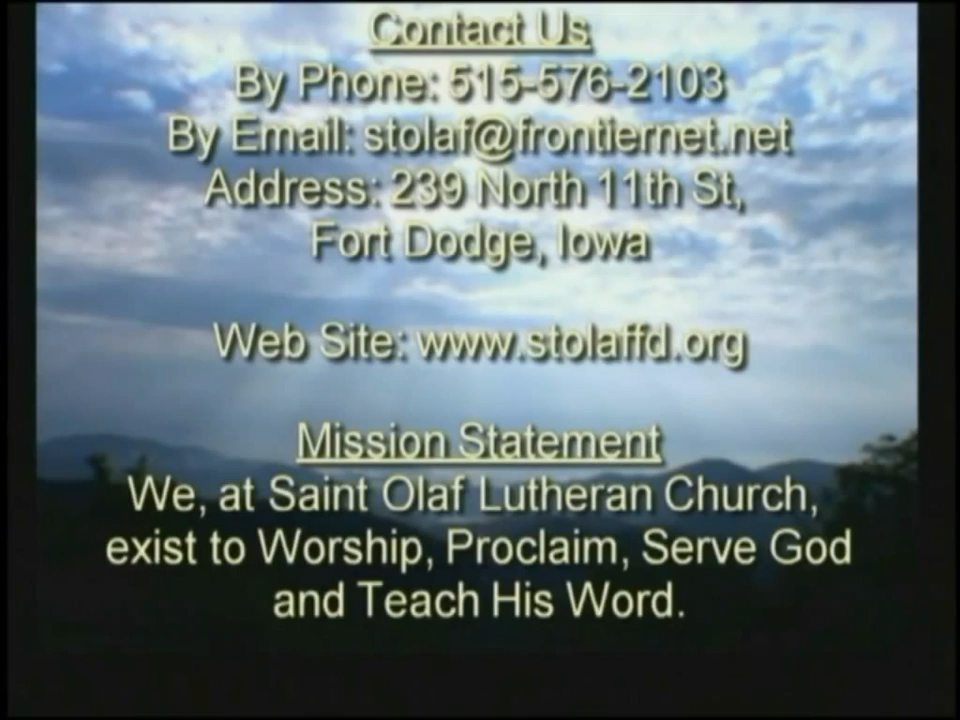 Contact Us
By Phone: 515-576-2103
By Email: stolaf@frontiernet.net
Address: 239 North 11th St,
Fort Dodge, Iowa
Web Site: www.stolaffd.org
Mission Statement
We, at Saint Olaf Lutheran Church,
exist to Worship, Proclaim, Serve God
and Teach His Word.